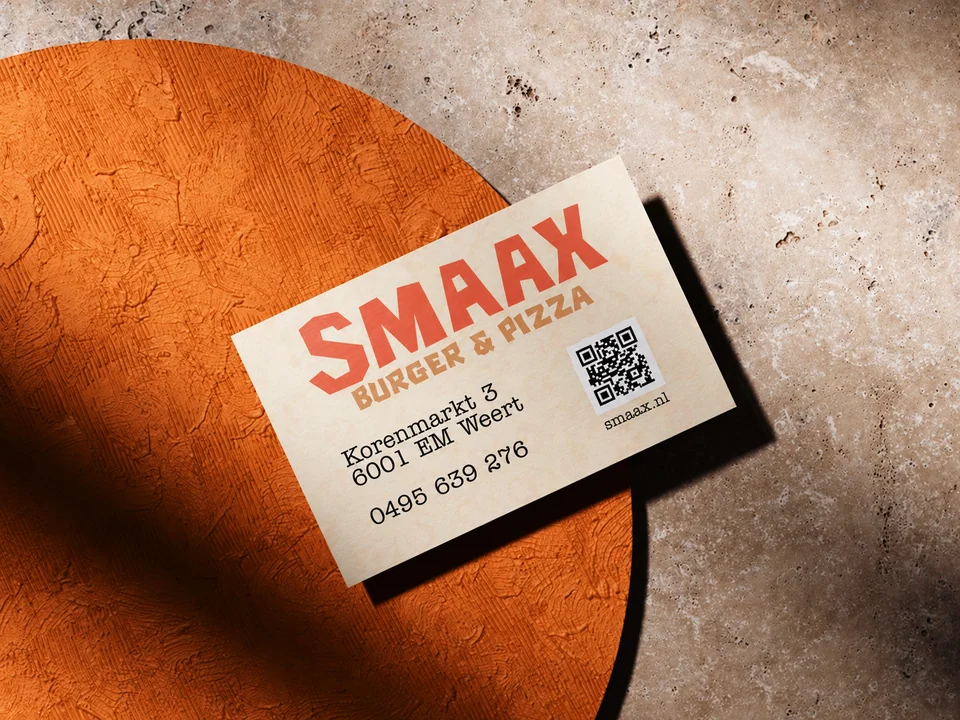 SMAAX
BURGER & PIZZA
Korenmarkt 3
6001 EM Weert
0495 639 276
smaax.nl